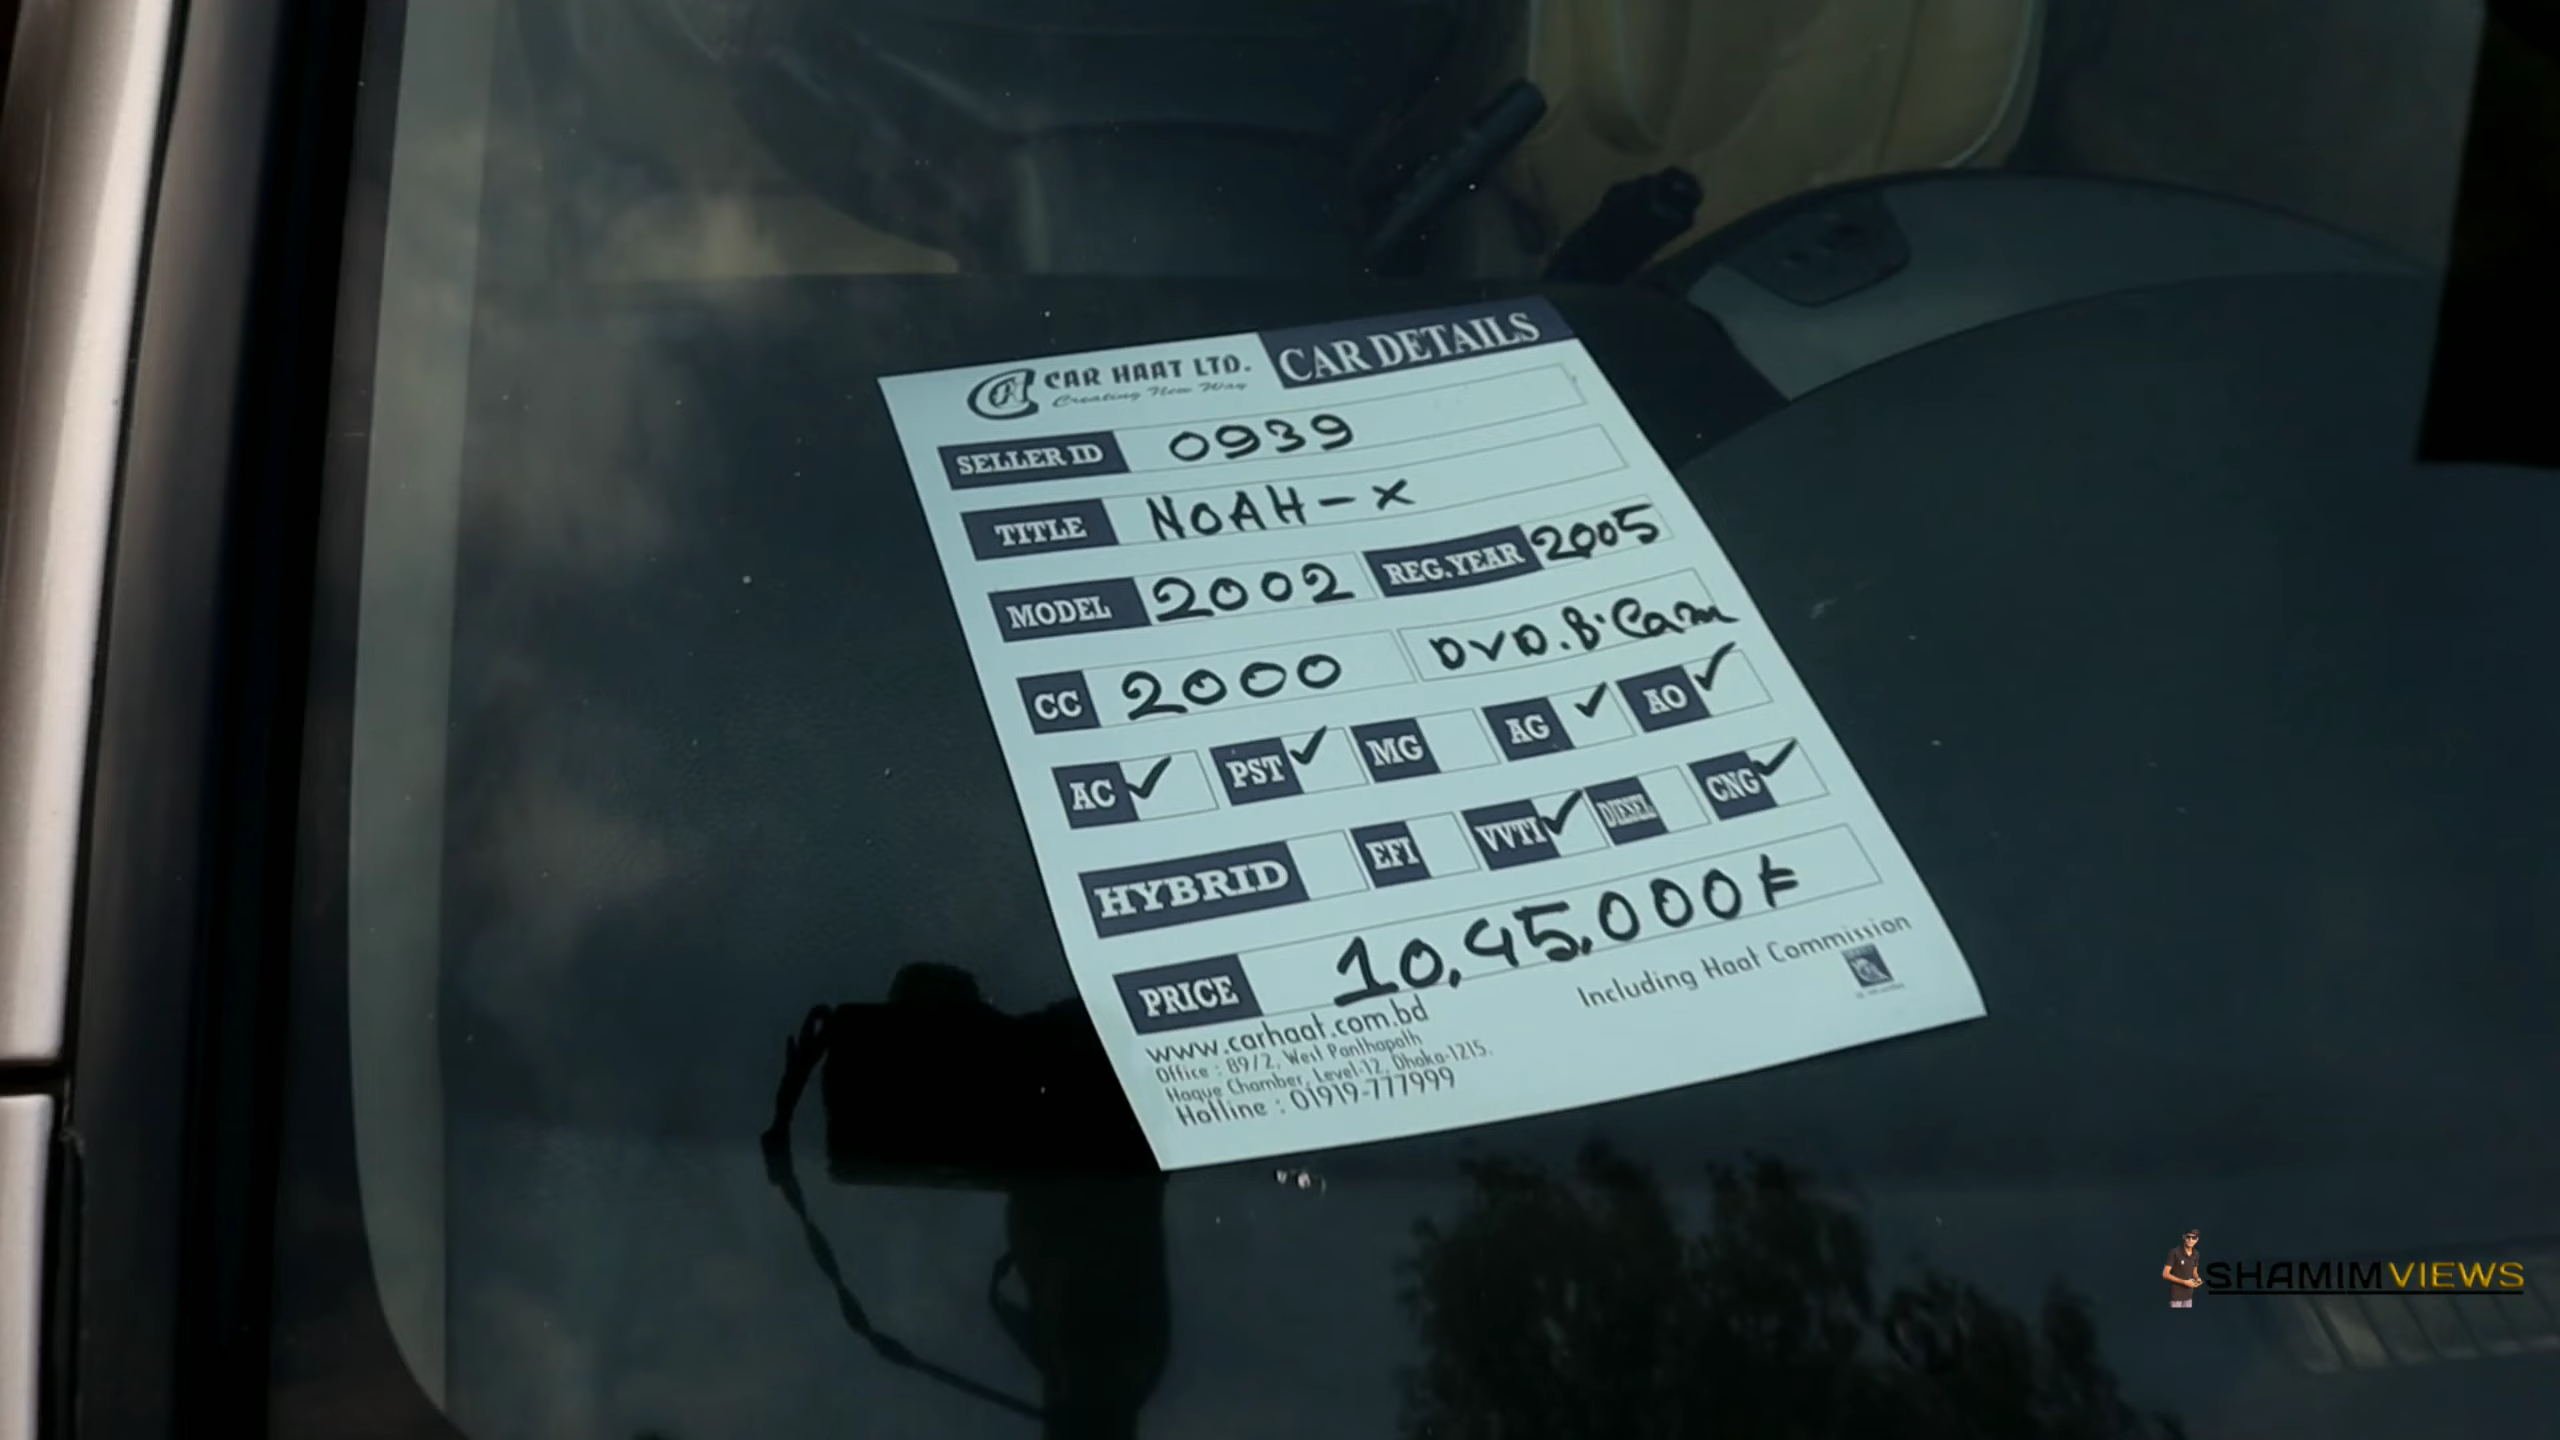 CAR HAAT LTD. CAR DETAILS
Creating New Way
SELLER ID 0939
TITLE NOAH-X
MODEL 2002 REG.YEAR 2005
CC 2000 DVD.B.Cam
AC ✓ PST ✓ MG AG ✓ AO ✓
HYBRID EFI VVTI ✓ DIESEL CNG ✓
PRICE 10,45,000/=
Including Haat Commission
www.carhaat.com.bd
Office : 89/2, West Panthapath
Haque Chamber, Level-12, Dhaka-1215.
Hotline : 01919-777999
SHAMIMVIEWS